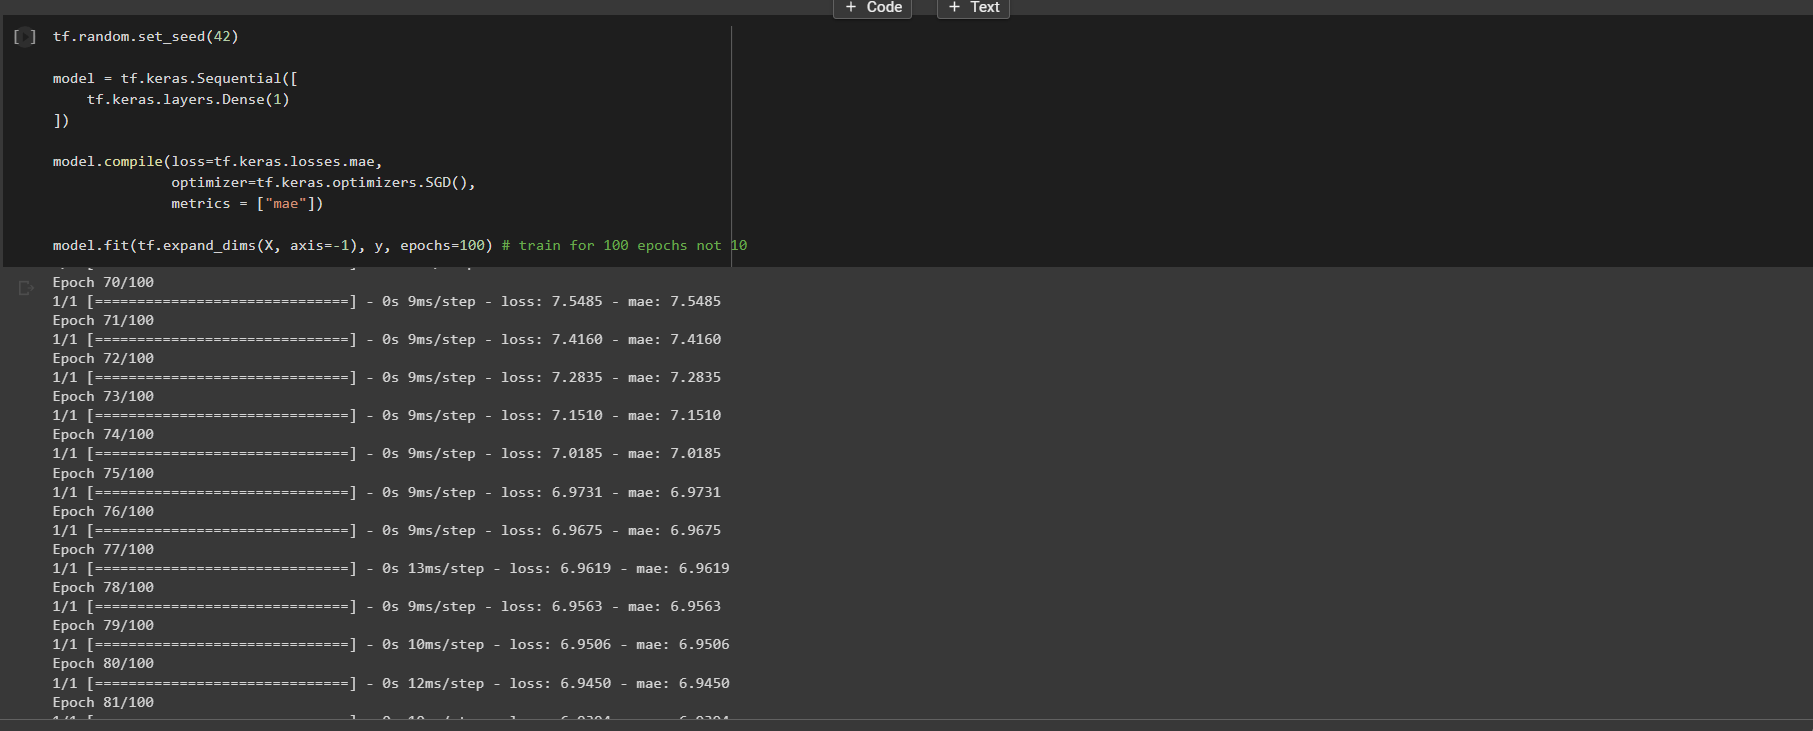 + Code + Text
[ ] tf.random.set_seed(42)
model = tf.keras.Sequential([
tf.keras.layers.Dense(1)
])
model.compile(loss=tf.keras.losses.mae,
optimizer=tf.keras.optimizers.SGD(),
metrics = ["mae"])
model.fit(tf.expand_dims(X, axis=-1), y, epochs=100) # train for 100 epochs not 10
Epoch 70/100
1/1 [==============================] - 0s 9ms/step - loss: 7.5485 - mae: 7.5485
Epoch 71/100
1/1 [==============================] - 0s 9ms/step - loss: 7.4160 - mae: 7.4160
Epoch 72/100
1/1 [==============================] - 0s 9ms/step - loss: 7.2835 - mae: 7.2835
Epoch 73/100
1/1 [==============================] - 0s 9ms/step - loss: 7.1510 - mae: 7.1510
Epoch 74/100
1/1 [==============================] - 0s 9ms/step - loss: 7.0185 - mae: 7.0185
Epoch 75/100
1/1 [==============================] - 0s 9ms/step - loss: 6.9731 - mae: 6.9731
Epoch 76/100
1/1 [==============================] - 0s 9ms/step - loss: 6.9675 - mae: 6.9675
Epoch 77/100
1/1 [==============================] - 0s 13ms/step - loss: 6.9619 - mae: 6.9619
Epoch 78/100
1/1 [==============================] - 0s 9ms/step - loss: 6.9563 - mae: 6.9563
Epoch 79/100
1/1 [==============================] - 0s 10ms/step - loss: 6.9506 - mae: 6.9506
Epoch 80/100
1/1 [==============================] - 0s 12ms/step - loss: 6.9450 - mae: 6.9450
Epoch 81/100